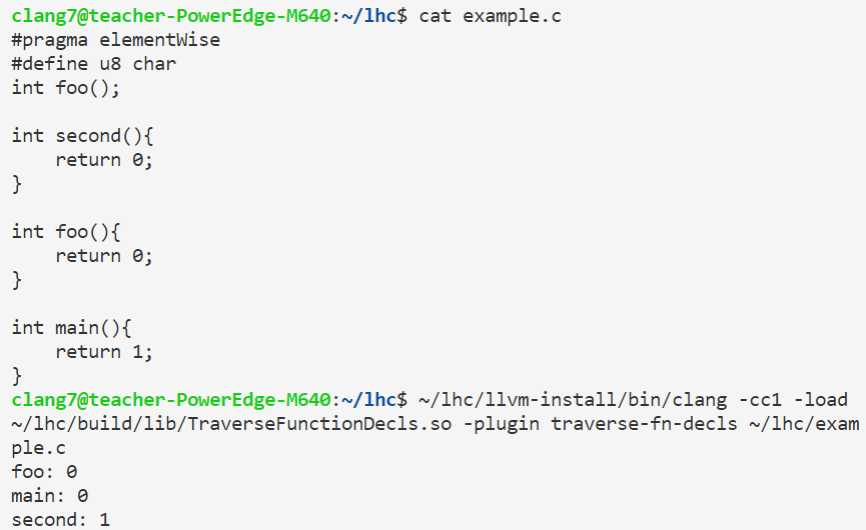 clang7@teacher-PowerEdge-M640:~/lhc$ cat example.c
#pragma elementWise
#define u8 char
int foo();
int second(){
    return 0;
}
int foo(){
    return 0;
}
int main(){
    return 1;
}
clang7@teacher-PowerEdge-M640:~/lhc$ ~/lhc/llvm-install/bin/clang -cc1 -load
~/lhc/build/lib/TraverseFunctionDecls.so -plugin traverse-fn-decls ~/lhc/exam
ple.c
foo: 0
main: 0
second: 1